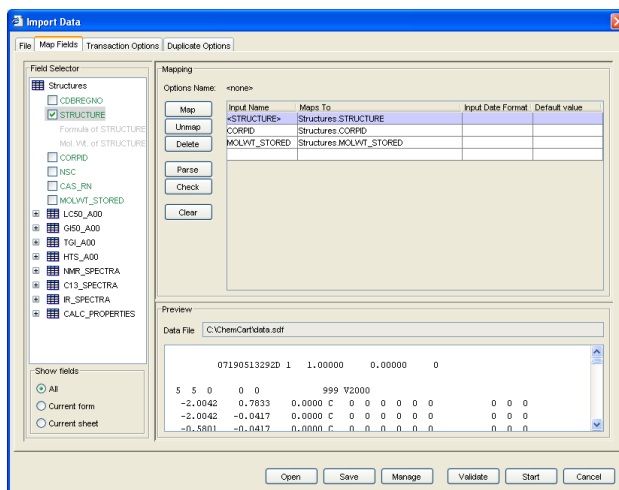 Import Data
File Map Fields Transaction Options Duplicate Options
Field Selector
Structures
CDBREGNO
STRUCTURE
Formula of STRUCTURE
Mol. Wt. of STRUCTURE
CORPID
NSC
CAS_RN
MOLWT_STORED
LC50_A00
GI50_A00
TGI_A00
HTS_A00
NMR_SPECTRA
C13_SPECTRA
IR_SPECTRA
CALC_PROPERTIES
Show fields
All
Current form
Current sheet
Mapping
Options Name: <none>
Map
Unmap
Delete
Parse
Check
Clear
Input Name Maps To Input Date Format Default value
<STRUCTURE> Structures.STRUCTURE
CORPID Structures.CORPID
MOLWT_STORED Structures.MOLWT_STORED
Preview
Data File C:\ChemCart\data.sdf
07190513292D 1 1.00000 0.00000 0
5 5 0 0 0 999 V2000
-2.0042 0.7833 0.0000 C 0 0 0 0 0 0 0 0 0
-2.0042 -0.0417 0.0000 C 0 0 0 0 0 0 0 0 0
-0.5801 -0.0417 0.0000 C 0 0 0 0 0 0 0 0 0
Open Save Manage Validate Start Cancel